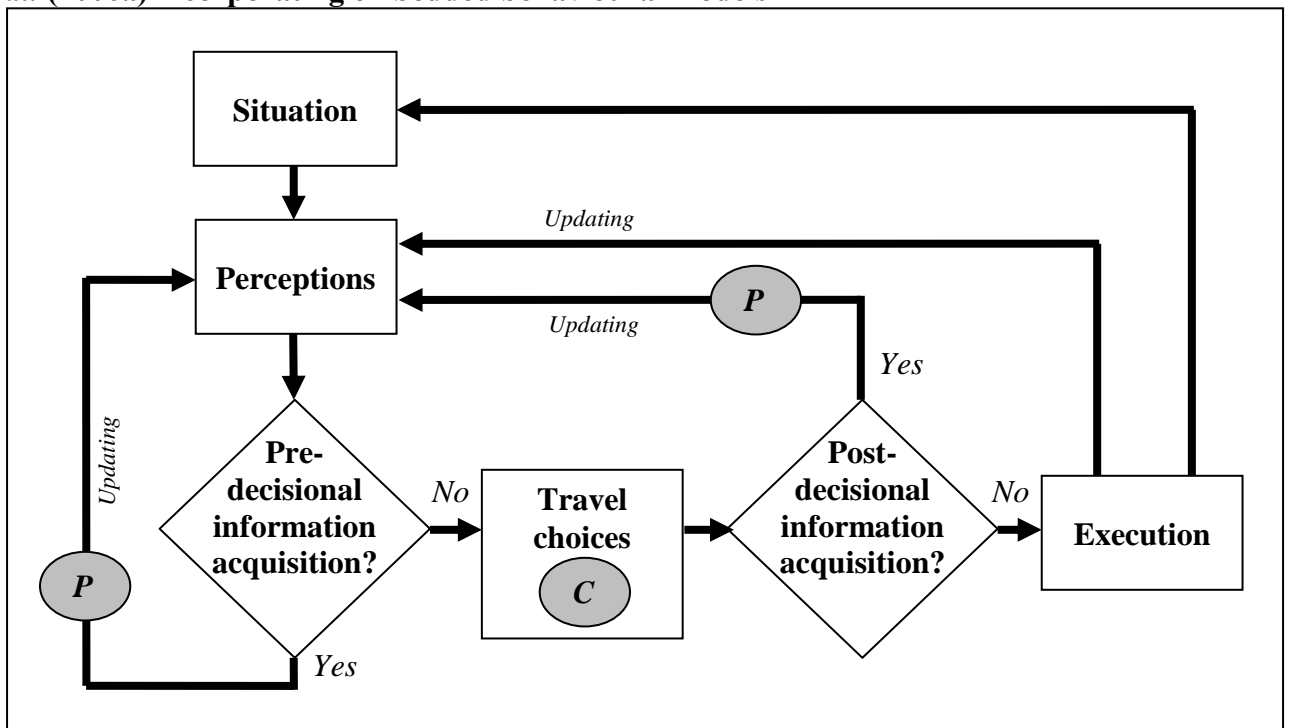 Situation
Updating
Perceptions
P
Updating
Yes
Updating
Pre-
decisional
information
acquisition?
No
Travel
choices
C
Post-
decisional
information
acquisition?
No
Execution
P
Yes